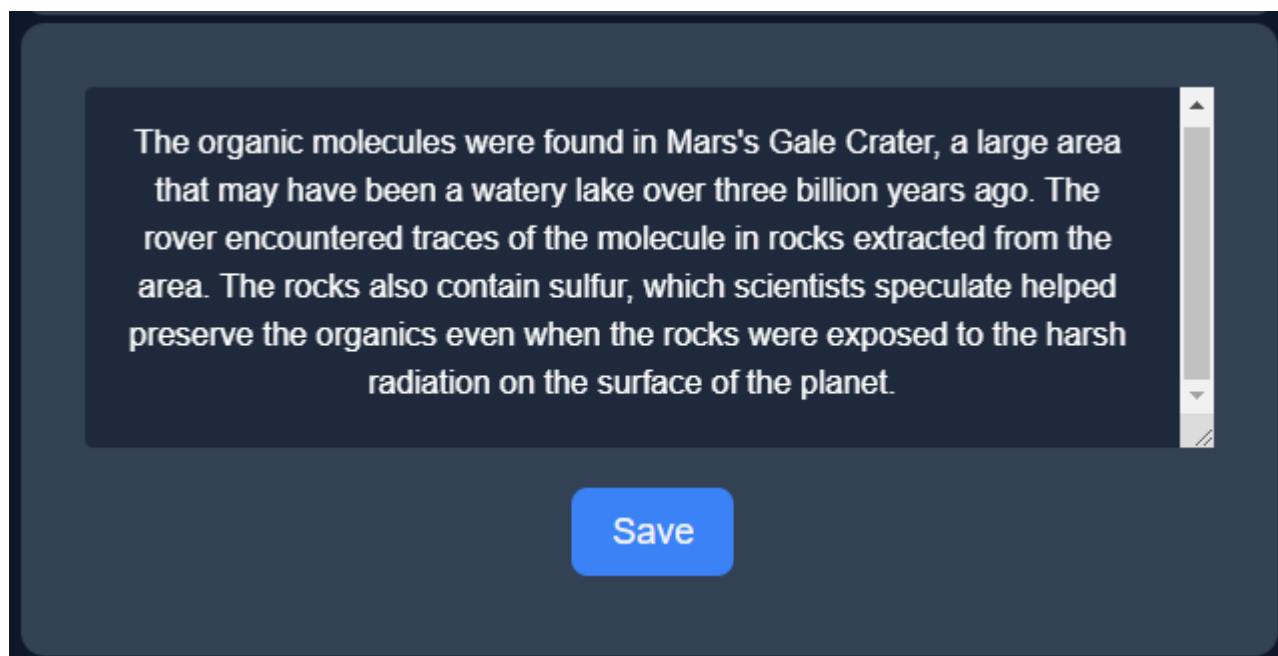 The organic molecules were found in Mars's Gale Crater, a large area
that may have been a watery lake over three billion years ago. The
rover encountered traces of the molecule in rocks extracted from the
area. The rocks also contain sulfur, which scientists speculate helped
preserve the organics even when the rocks were exposed to the harsh
radiation on the surface of the planet.
Save